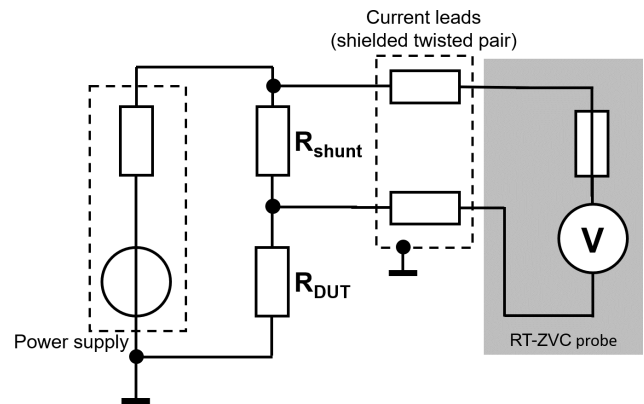 Current leads
(shielded twisted pair)
Rshunt
V
RDUT
Power supply
RT-ZVC probe